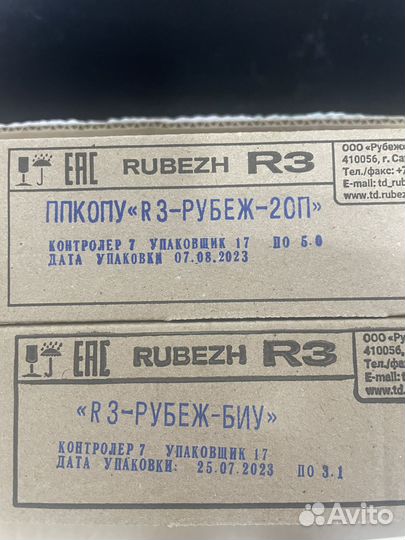 EAC RUBEZH R3
ООО «Рубеж
410056, г. Са
Тел./факс: +7
E-mail: td_rub
www.td.rubez
ППКОПУ«R3-РУБЕЖ-2ОП»
КОНТРОЛЕР 7 УПАКОВЩИК 17 ПО 5.0
ДАТА УПАКОВКИ 07.08.2023
EAC RUBEZH R3
ООО «Ру
410056,
Тел./фа
E-mail: t
www.td.
«R3-РУБЕЖ-БИУ»
КОНТРОЛЕР 7 УПАКОВЩИК 17
ДАТА УПАКОВКИ: 25.07.2023 ПО 3.1
Avito